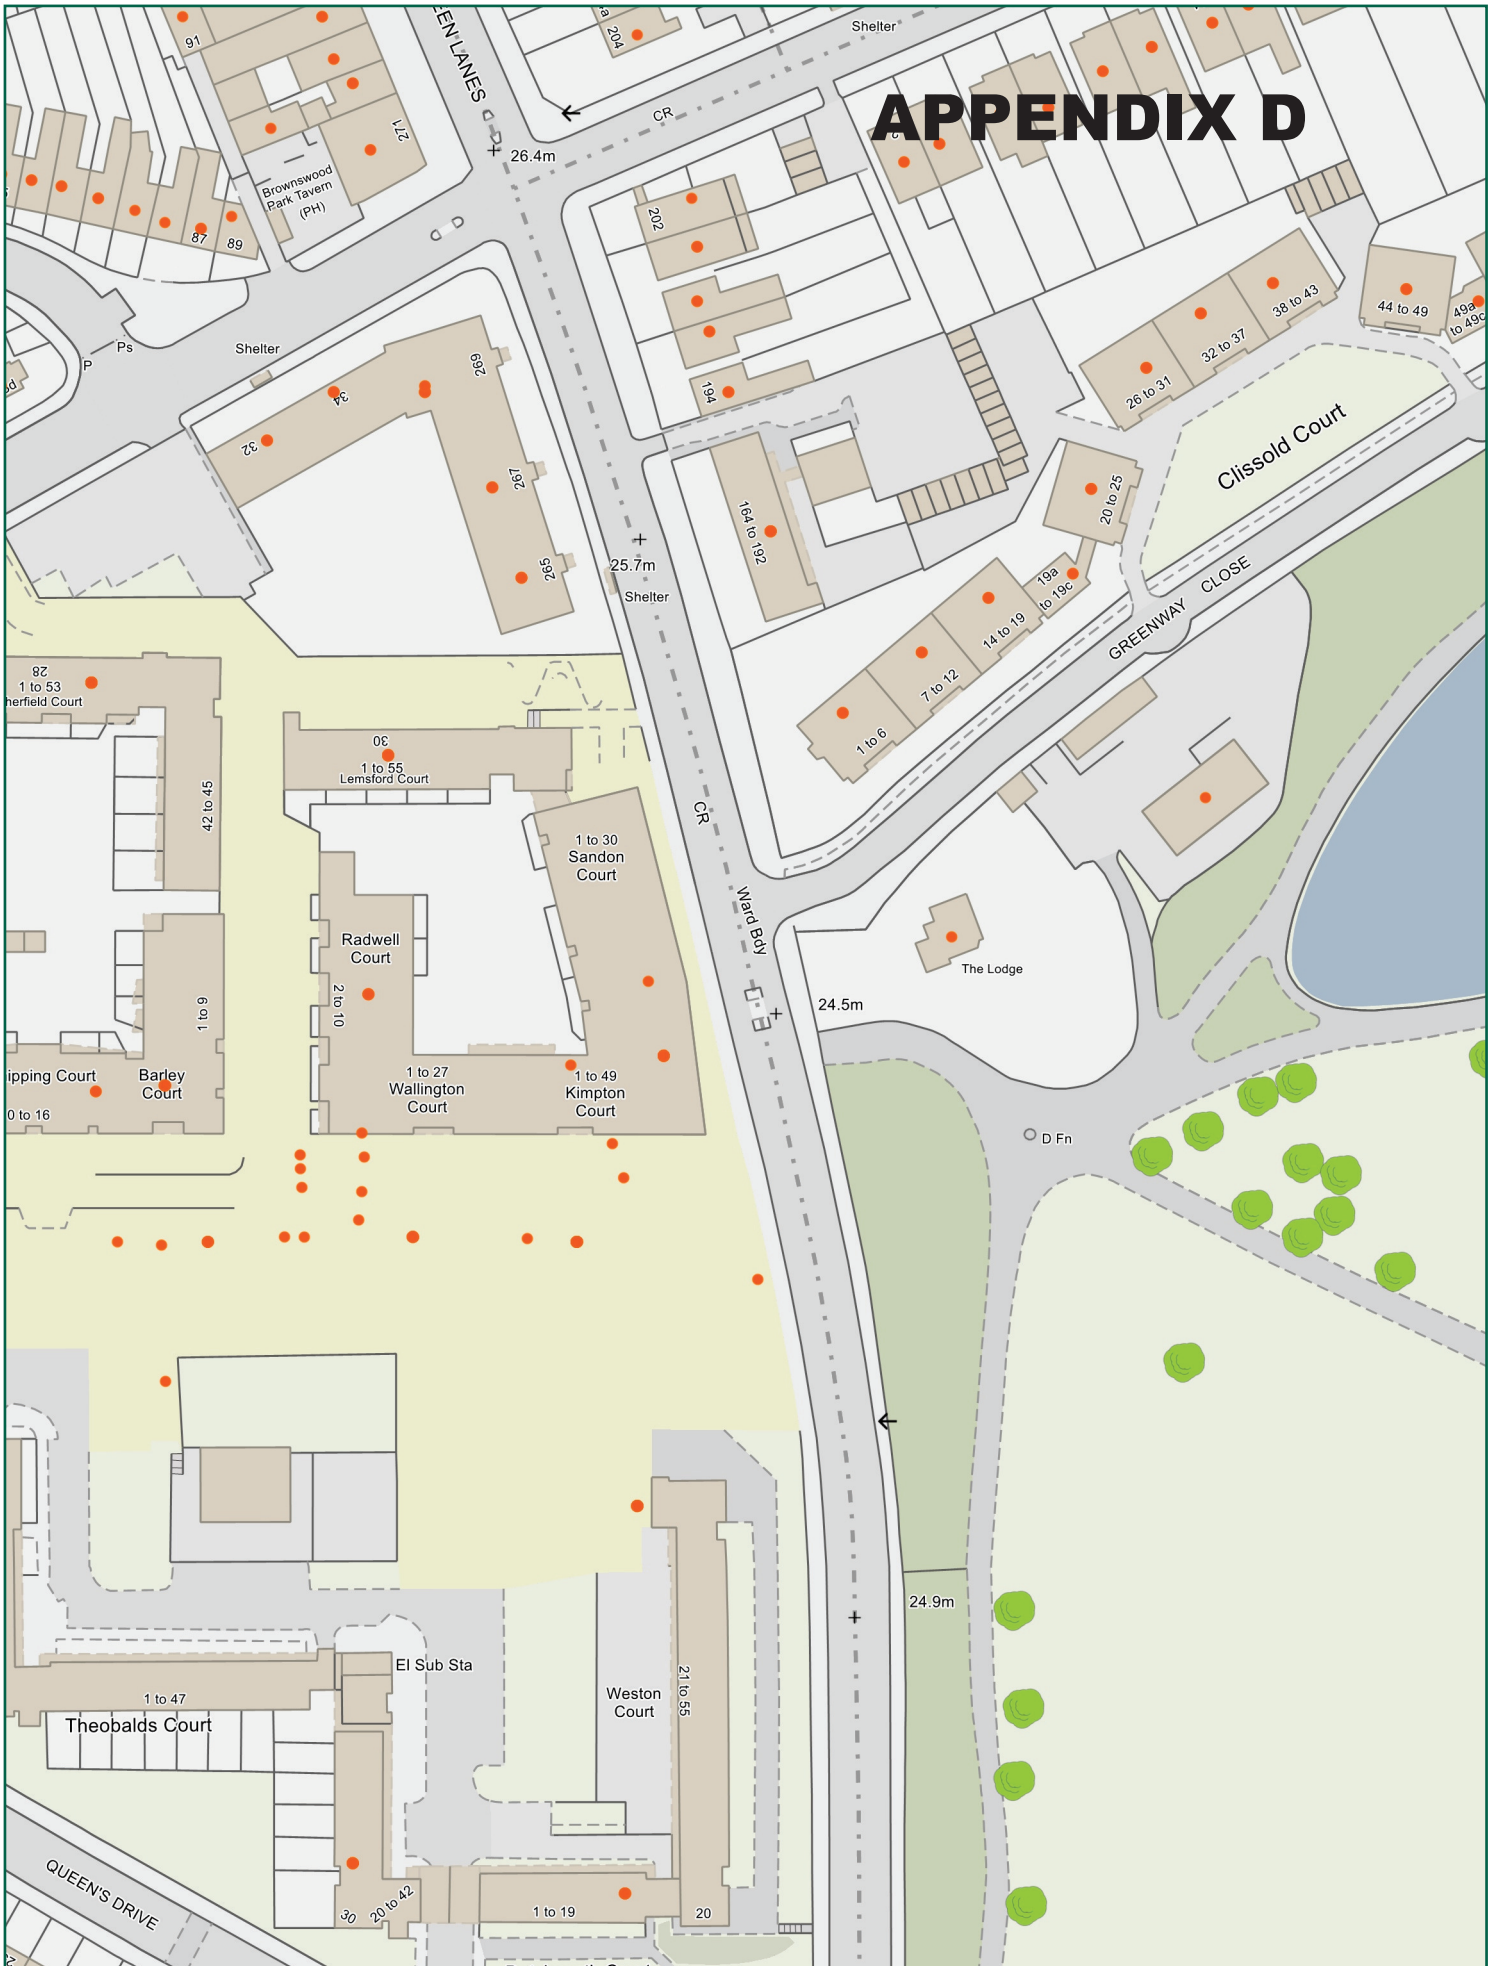 APPENDIX D
91
EEN LANES
204
Shelter
CR
26.4m
271
Brownswood
Park Tavern
(PH)
87
89
202
Ps
P
Shelter
34
32
269
267
265
194
164 to 192
25.7m
Shelter
38 to 43
32 to 37
26 to 31
44 to 49
49a
to 49c
Clissold Court
20 to 25
19a
to 19c
14 to 19
7 to 12
1 to 6
GREENWAY CLOSE
28
1 to 53
herfield Court
30
1 to 55
Lemsford Court
42 to 45
1 to 30
Sandon
Court
CR
Ward Bdy
Radwell
Court
2 to 10
1 to 9
The Lodge
24.5m
ipping Court
Barley
Court
0 to 16
1 to 27
Wallington
Court
1 to 49
Kimpton
Court
D Fn
24.9m
El Sub Sta
1 to 47
Theobalds Court
Weston
Court
21 to 55
QUEEN'S DRIVE
30
20 to 42
1 to 19
20